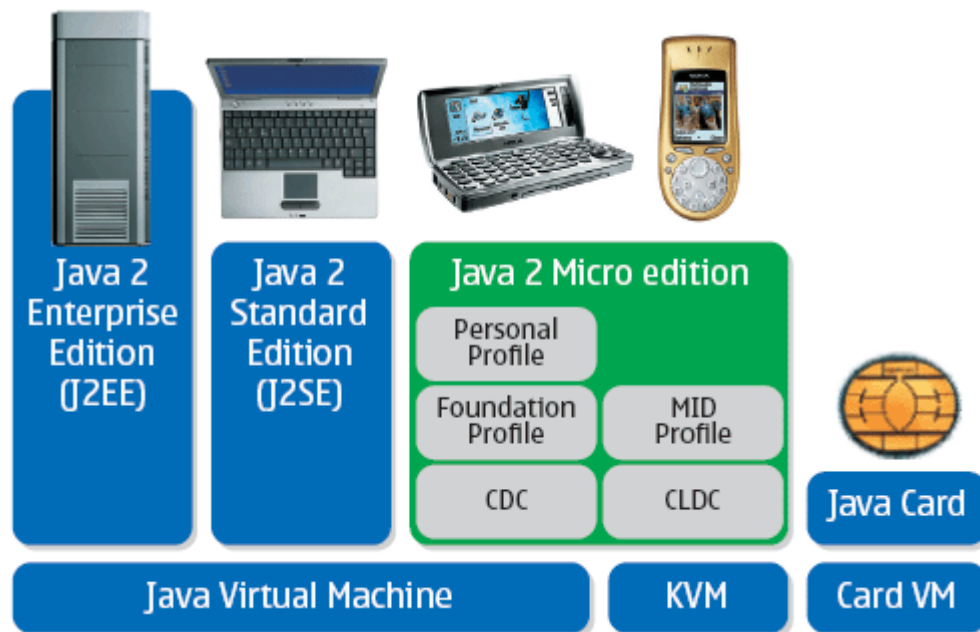 NOKIA
Java 2
Enterprise
Edition
(J2EE)
Java 2
Standard
Edition
(J2SE)
Java 2 Micro edition
Personal
Profile
Foundation
Profile
MID
Profile
CDC
CLDC
Java Card
Java Virtual Machine
KVM
Card VM